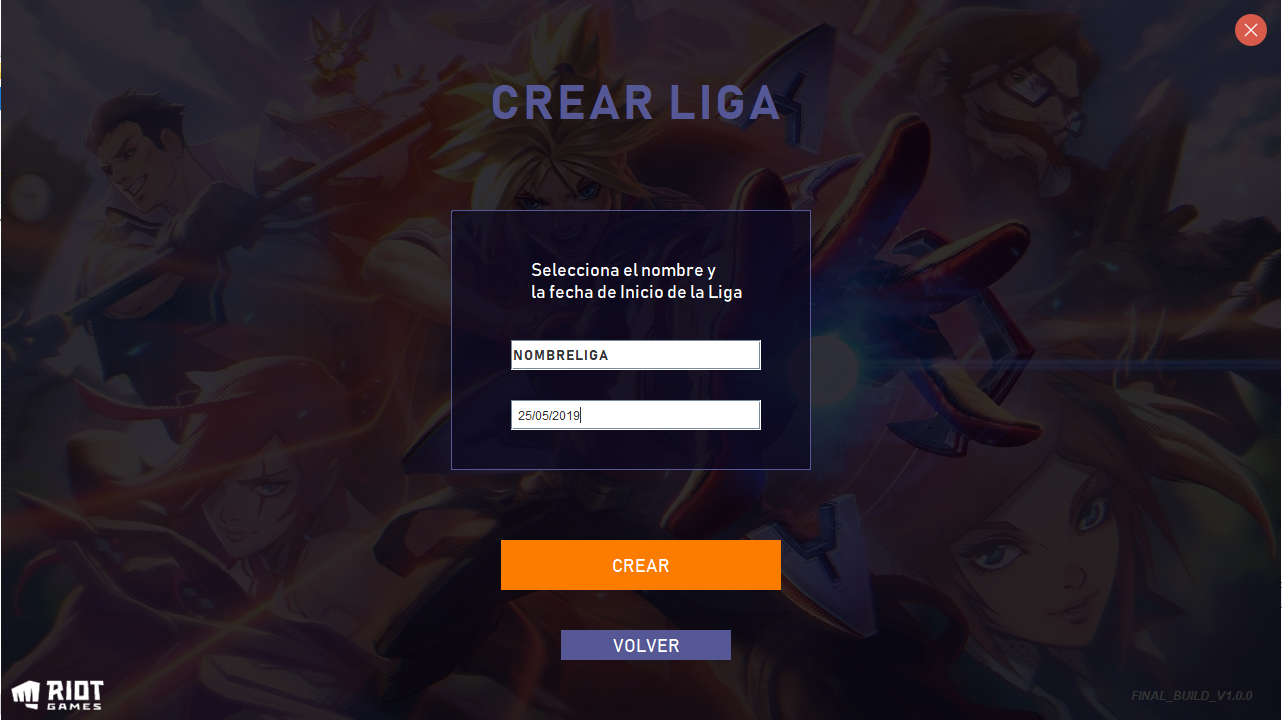 CREAR LIGA
Selecciona el nombre y
la fecha de Inicio de la Liga
NOMBRELIGA
25/05/2019
CREAR
VOLVER
RIOT
GAMES
FINAL_BUILD_V1.0.0